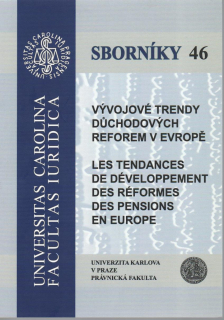 SBORNÍKY 46
VÝVOJOVÉ TRENDY
DŮCHODOVÝCH
REFOREM V EVROPĚ
LES TENDANCES
DE DÉVELOPPEMENT
DES RÉFORMES
DES PENSIONS
EN EUROPE
UNIVERZITA KARLOVA
V PRAZE
PRÁVNICKÁ FAKULTA
UNIVERSITAS CAROLINA
FACULTAS IURIDICA